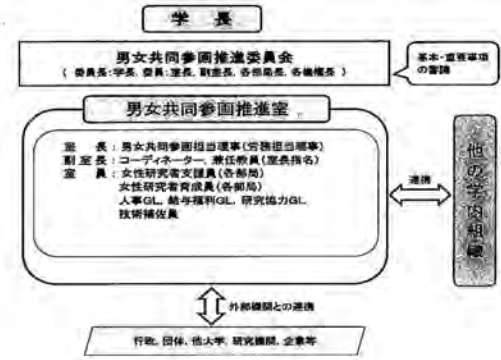 学長
男女共同参画推進委員会
（委員長：学長、委員：室長、副室長、各部局長、各機構長）
基本・重要事項
の審議
男女共同参画推進室
室　長：男女共同参画担当理事（労務担当理事）
副室長：コーディネーター、兼任教員（室長指名）
室　員：女性研究者支援員（各部局）
女性研究者育成員（各部局）
人事GL、給与福利GL、研究協力GL
技術補佐員
連携
他の学内組織
外部機関との連携
行政、団体、他大学、研究機関、企業等